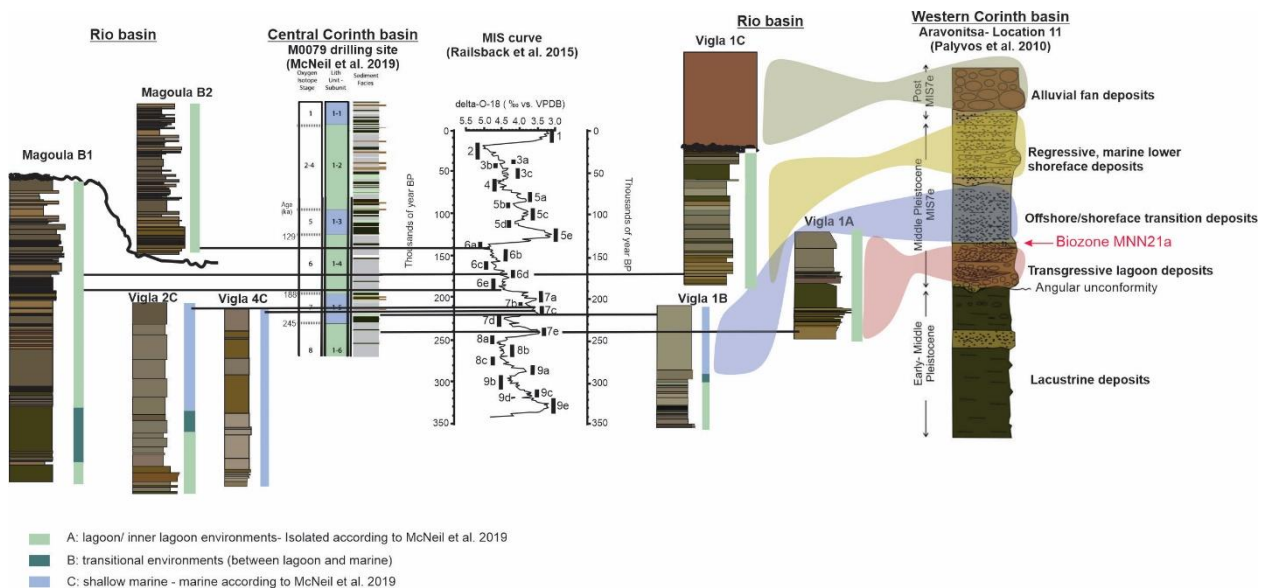 Rio basin
Magoula B2
Magoula B1
Vigla 2C
Vigla 4C
Central Corinth basin
M0079 drilling site
(McNeil et al. 2019)
Oxygen Isotope Stage
Lith Unit - Subunit
Sediment Facies
1
1-1
2-4
1-2
Age (ka)
5
1-3
129
6
1-4
188
245
8
1-6
MIS curve
(Railsback et al. 2015)
delta-O-18 ( ‰ vs. VPDB)
5.5 5.0 4.5 4.0 3.5 3.0
0
50
100
150
200
250
300
350
Thousands of year BP
1
2
3a
3b
3c
4
5a
5b
5c
5d
5e
6a
6b
6c
6d
6e
7a
7b
7c
7d
7e
8a
8b
8c
9a
9b
9c
9d
9e
0
50
100
150
200
250
300
350
Thousands of year BP
Rio basin
Vigla 1C
Vigla 1A
Vigla 1B
Western Corinth basin
Aravonitsa- Location 11
(Palyvos et al. 2010)
Post MIS7e
Middle Pleistocene
MIS7e
Early- Middle Pleistocene
Alluvial fan deposits
Regressive, marine lower
shoreface deposits
Offshore/shoreface transition deposits
Biozone MNN21a
Transgressive lagoon deposits
Angular unconformity
Lacustrine deposits
A: lagoon/ inner lagoon environments- Isolated according to McNeil et al. 2019
B: transitional environments (between lagoon and marine)
C: shallow marine - marine according to McNeil et al. 2019